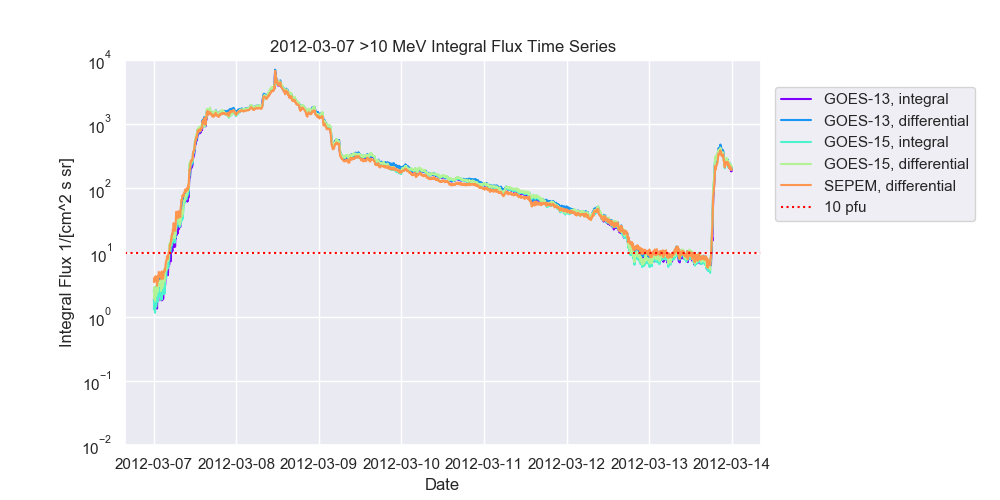 2012-03-07 >10 MeV Integral Flux Time Series
10^4
10^3
10^2
10^1
10^0
10^−1
10^−2
Integral Flux 1/[cm^2 s sr]
2012-03-07 2012-03-08 2012-03-09 2012-03-10 2012-03-11 2012-03-12 2012-03-13 2012-03-14
Date
GOES-13, integral
GOES-13, differential
GOES-15, integral
GOES-15, differential
SEPEM, differential
10 pfu